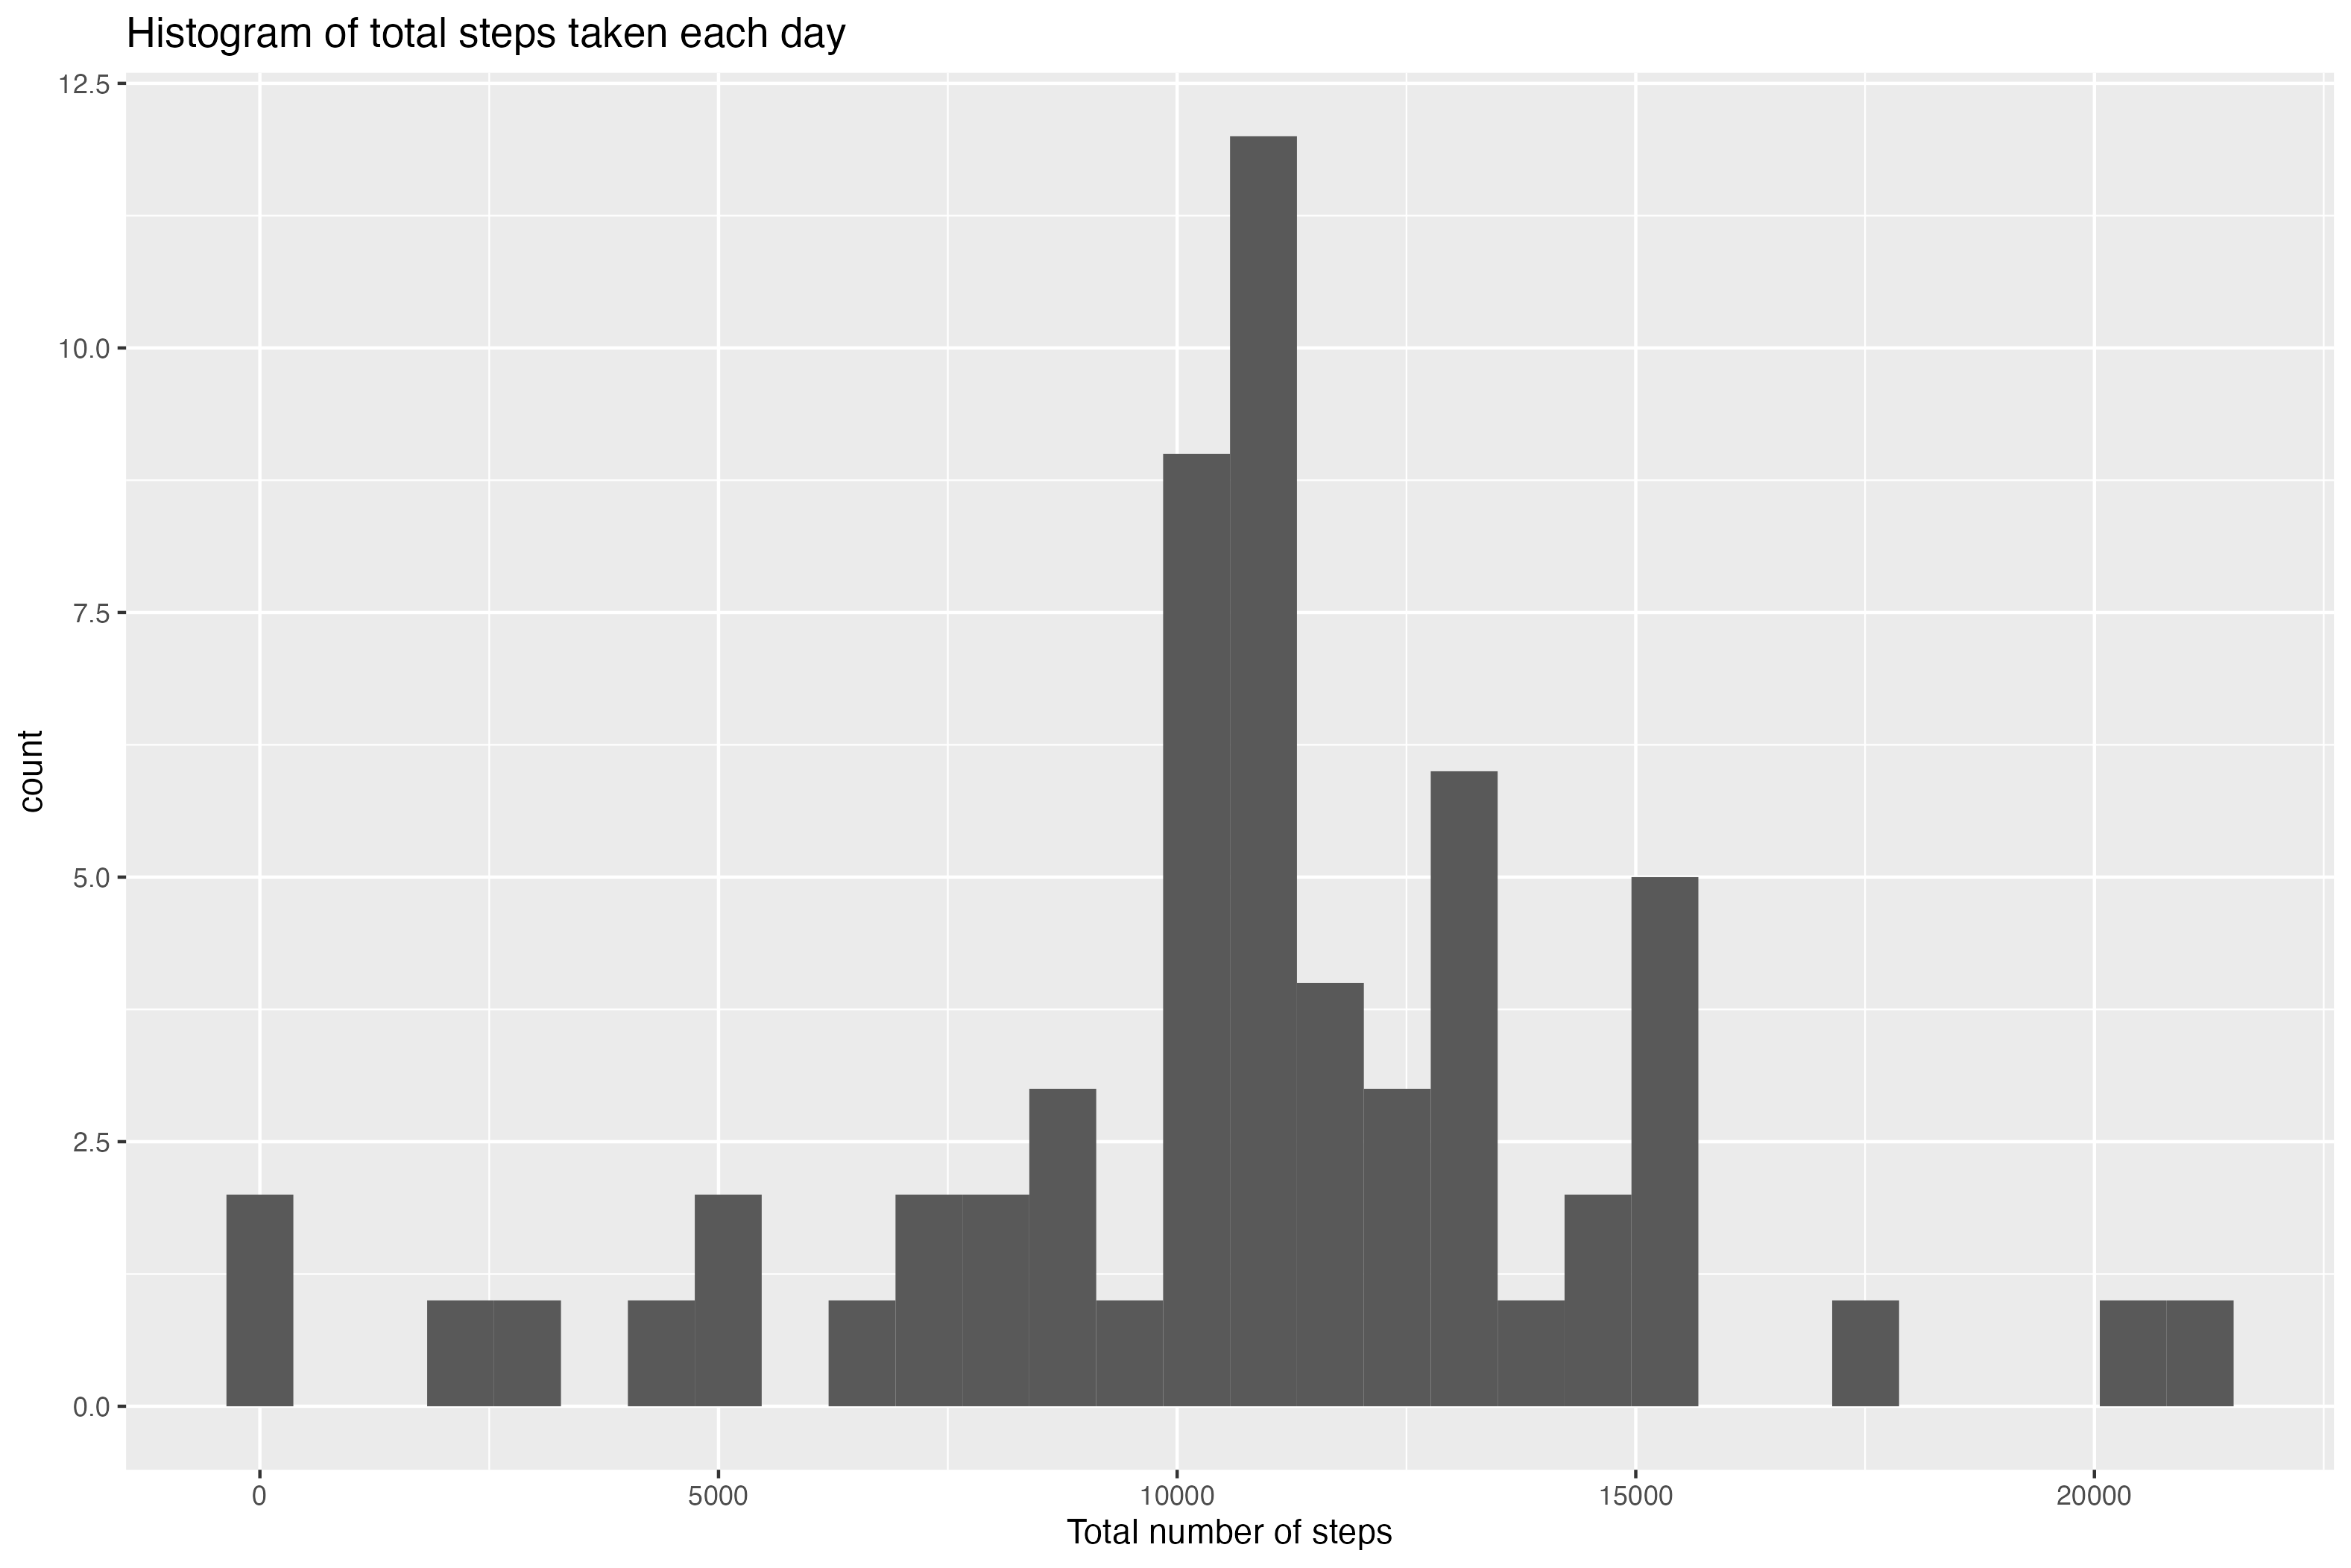 Histogram of total steps taken each day
12.5
10.0
7.5
5.0
2.5
0.0
count
0 5000 10000 15000 20000
Total number of steps